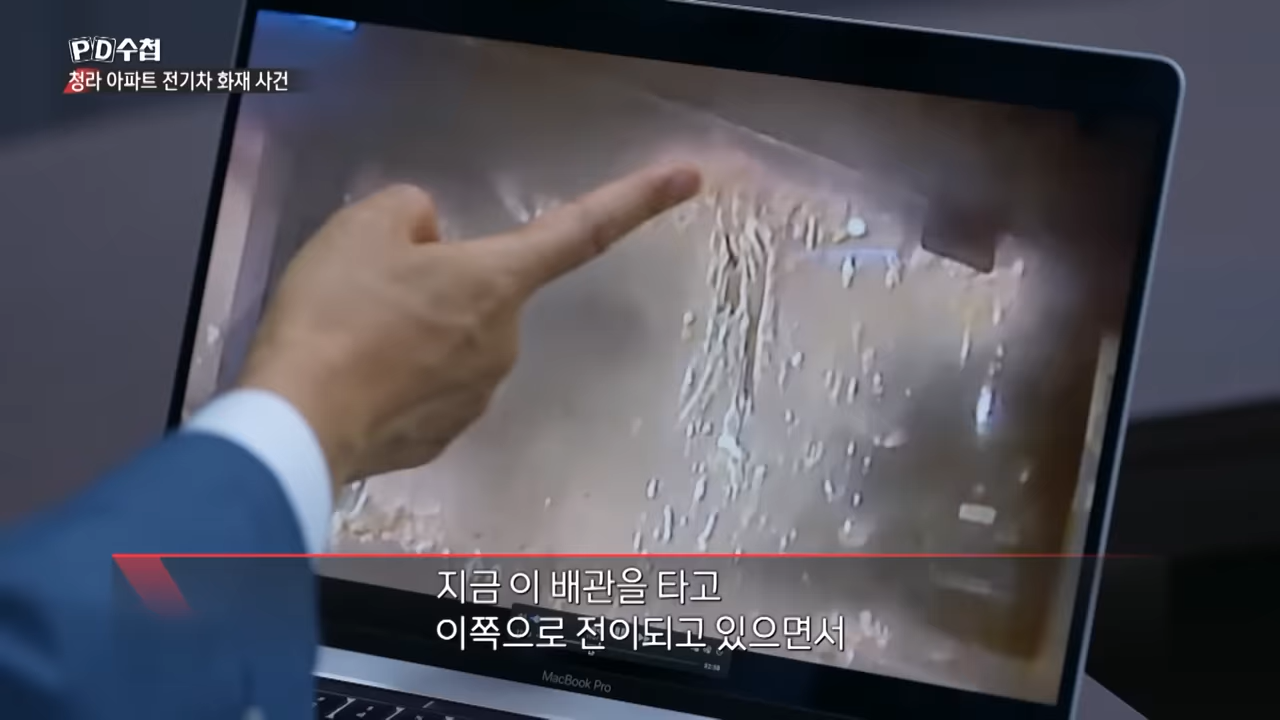 PD수첩
청라 아파트 전기차 화재 사건
지금 이 배관을 타고
이쪽으로 전이되고 있으면서
MacBook Pro